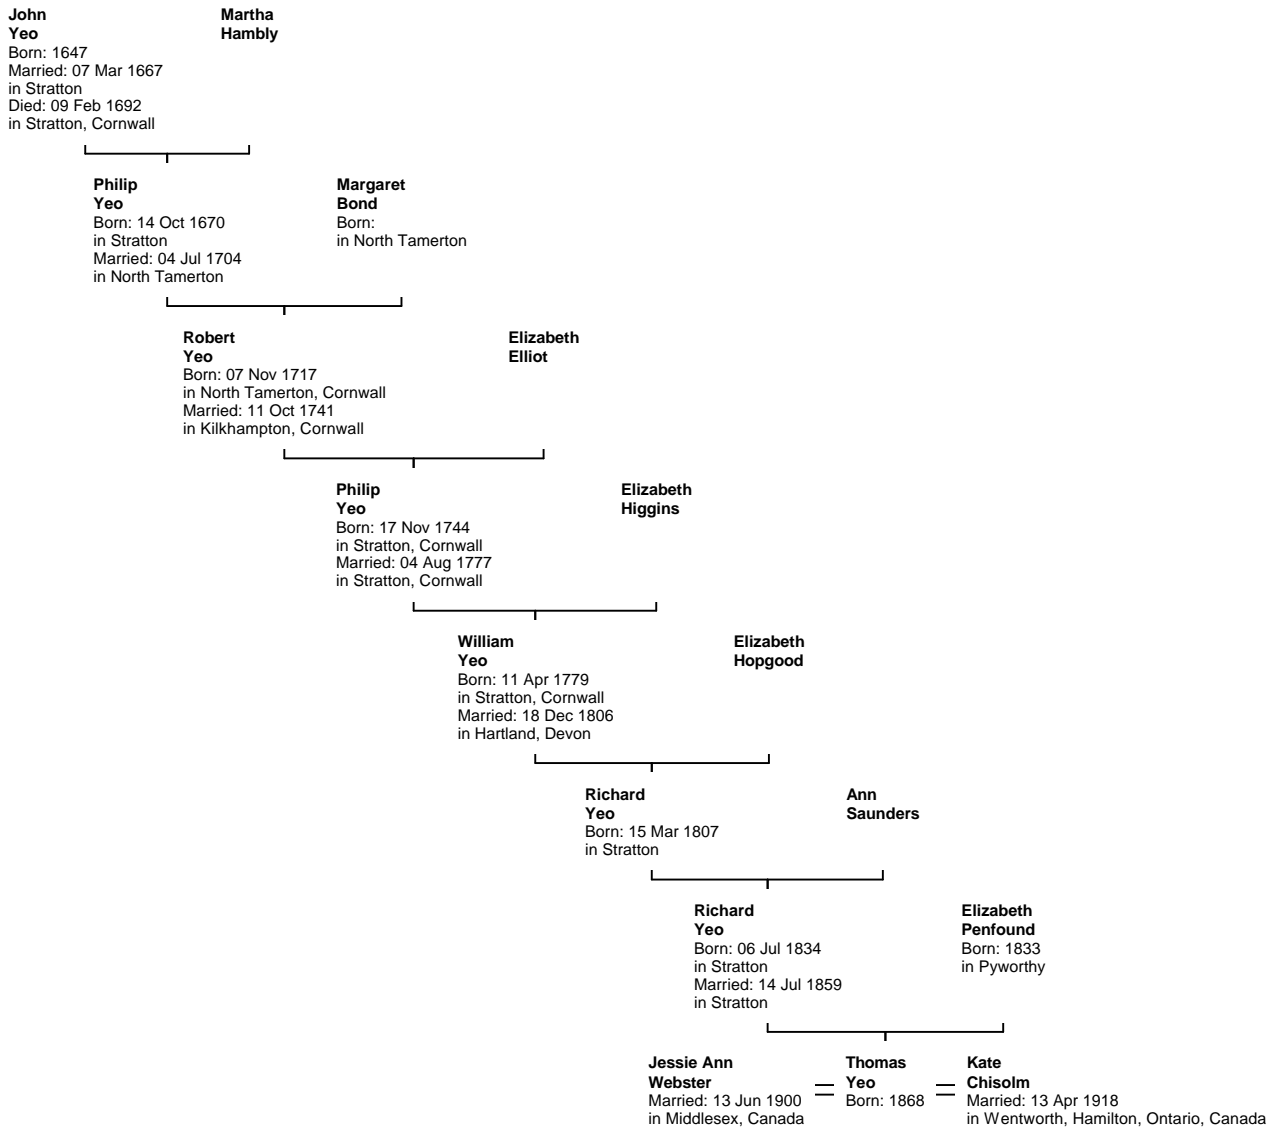 John
Yeo
Born: 1647
Married: 07 Mar 1667
in Stratton
Died: 09 Feb 1692
in Stratton, Cornwall
Martha
Hambly
Philip
Yeo
Born: 14 Oct 1670
in Stratton
Married: 04 Jul 1704
in North Tamerton
Margaret
Bond
Born:
in North Tamerton
Robert
Yeo
Born: 07 Nov 1717
in North Tamerton, Cornwall
Married: 11 Oct 1741
in Kilkhampton, Cornwall
Elizabeth
Elliot
Philip
Yeo
Born: 17 Nov 1744
in Stratton, Cornwall
Married: 04 Aug 1777
in Stratton, Cornwall
Elizabeth
Higgins
William
Yeo
Born: 11 Apr 1779
in Stratton, Cornwall
Married: 18 Dec 1806
in Hartland, Devon
Elizabeth
Hopgood
Richard
Yeo
Born: 15 Mar 1807
in Stratton
Ann
Saunders
Richard
Yeo
Born: 06 Jul 1834
in Stratton
Married: 14 Jul 1859
in Stratton
Elizabeth
Penfound
Born: 1833
in Pyworthy
Jessie Ann
Webster
Married: 13 Jun 1900
in Middlesex, Canada
Thomas
Yeo
Born: 1868
Kate
Chisolm
Married: 13 Apr 1918
in Wentworth, Hamilton, Ontario, Canada